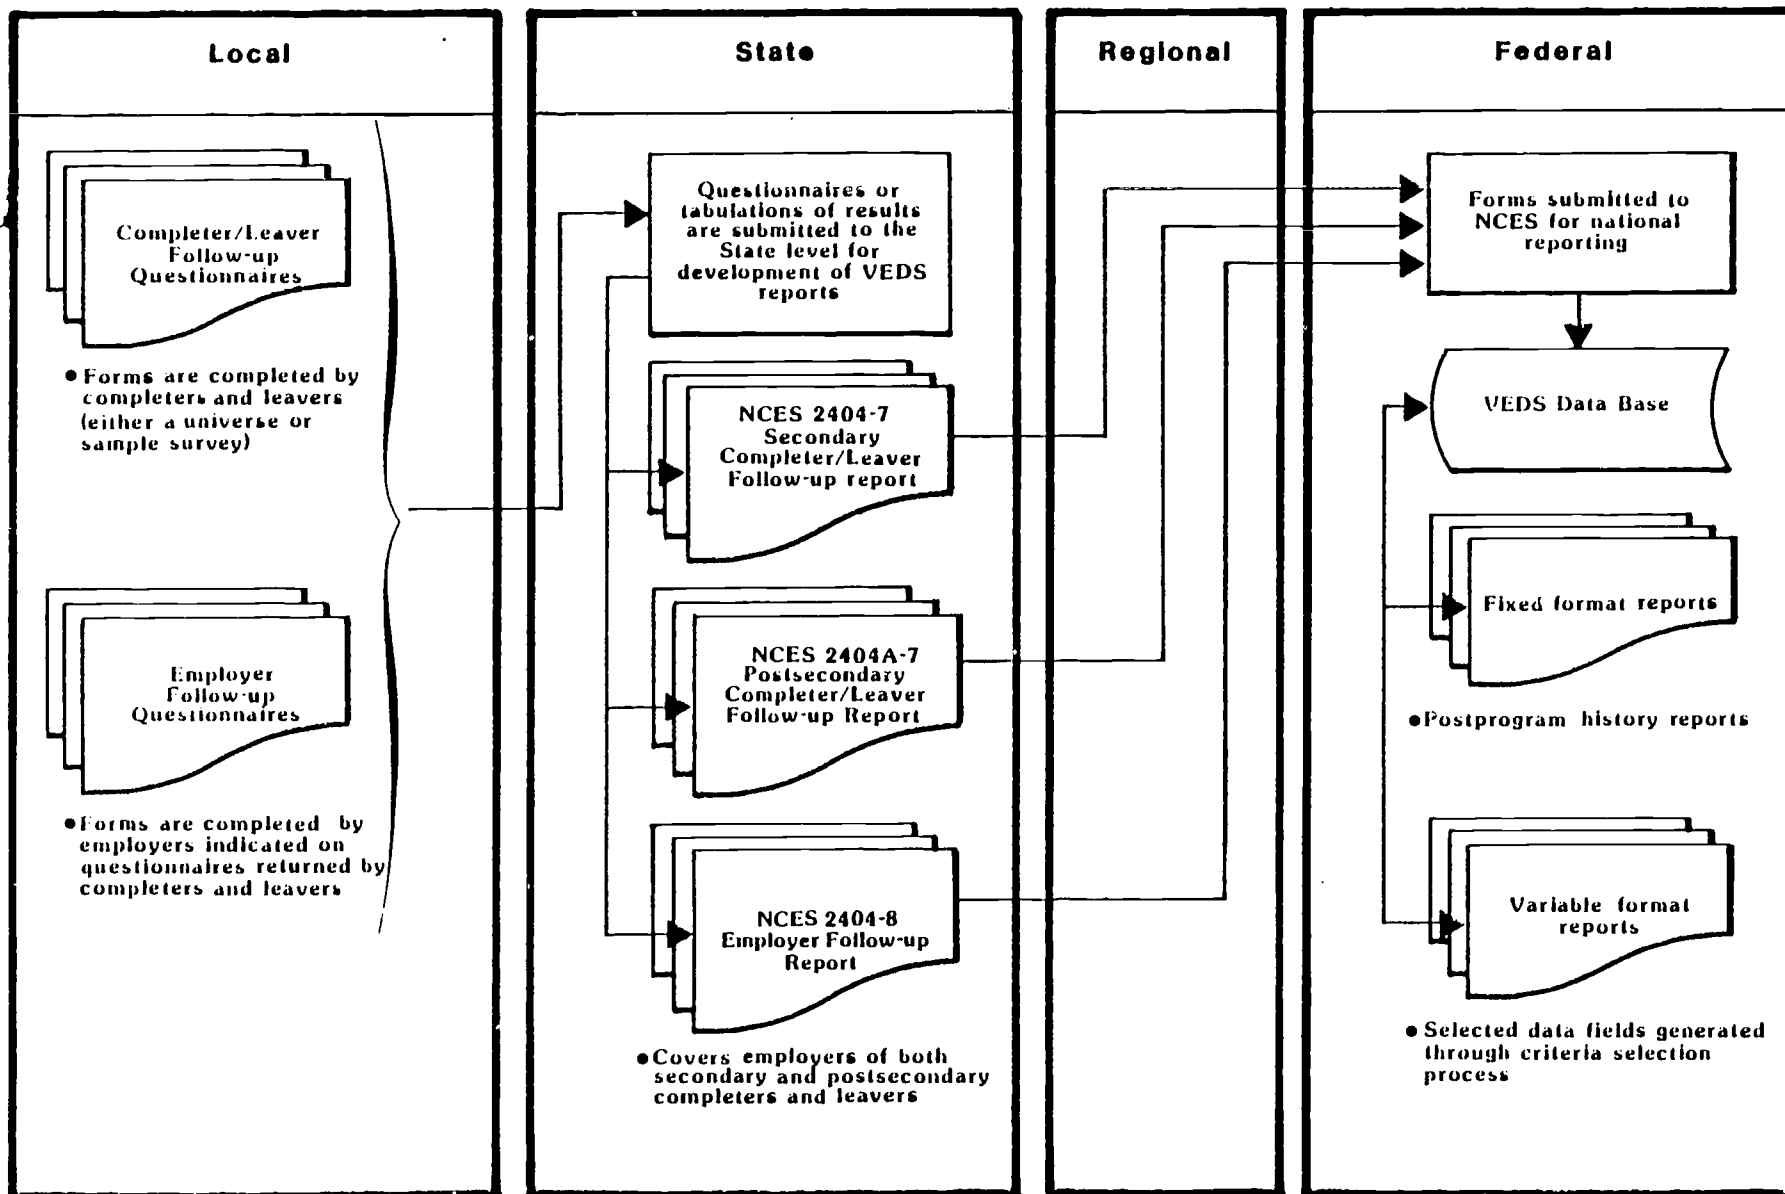 Local
Completer/Leaver
Follow-up
Questionnaires
● Forms are completed by
completers and leavers
(either a universe or
sample survey)
Employer
Follow-up
Questionnaires
● Forms are completed by
employers indicated on
questionnaires returned by
completers and leavers
State
Questionnaires or
tabulations of results
are submitted to the
State level for
development of VEDS
reports
NCES 2404-7
Secondary
Completer/Leaver
Follow-up report
NCES 2404A-7
Postsecondary
Completer/Leaver
Follow-up Report
NCES 2404-8
Employer Follow-up
Report
● Covers employers of both
secondary and postsecondary
completers and leavers
Regional
Federal
Forms submitted to
NCES for national
reporting
VEDS Data Base
Fixed format reports
● Postprogram history reports
Variable format
reports
● Selected data fields generated
through criteria selection
process